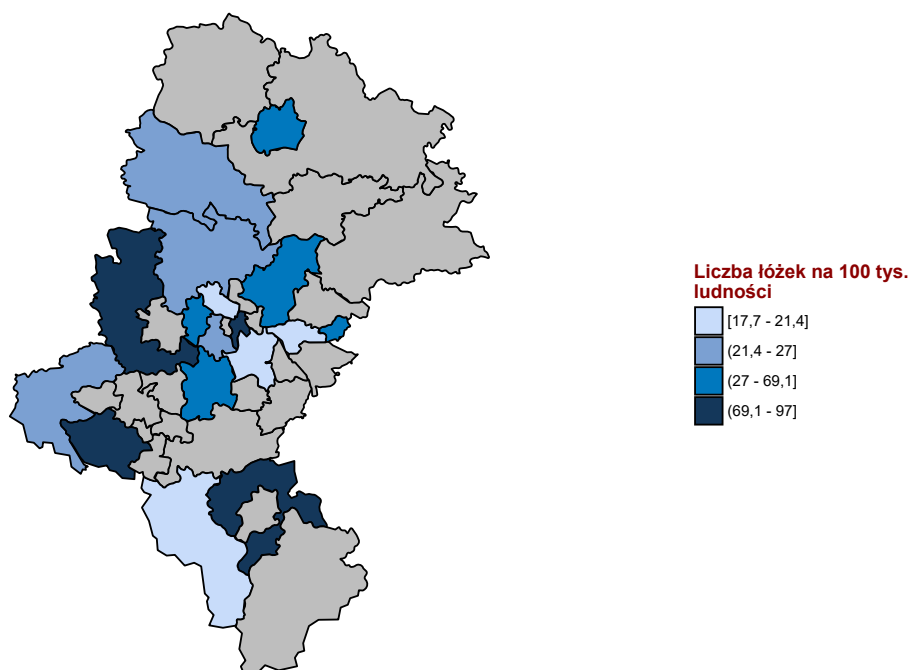 Liczba łóżek na 100 tys.
ludności
[17,7 - 21,4]
(21,4 - 27]
(27 - 69,1]
(69,1 - 97]